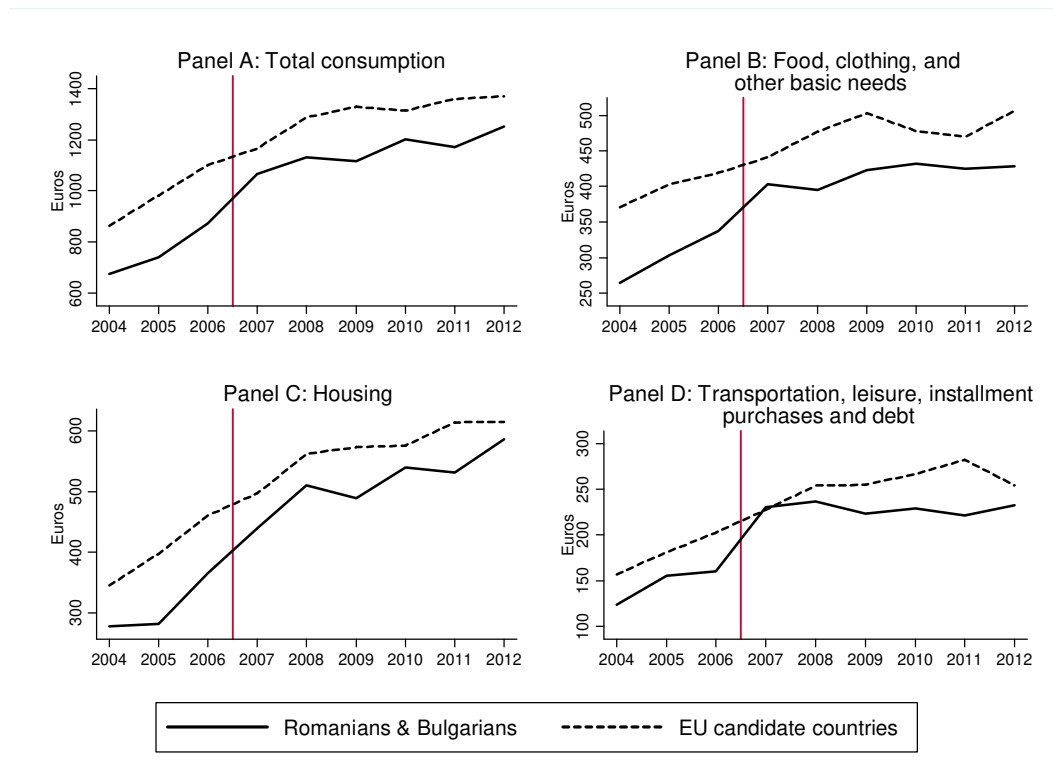 Panel A: Total consumption
Euros
1400
1200
1000
800
600
2004 2005 2006 2007 2008 2009 2010 2011 2012
Panel B: Food, clothing, and
other basic needs
Euros
500
450
400
350
300
250
2004 2005 2006 2007 2008 2009 2010 2011 2012
Panel C: Housing
Euros
600
500
400
300
2004 2005 2006 2007 2008 2009 2010 2011 2012
Panel D: Transportation, leisure, installment
purchases and debt
Euros
300
250
200
150
100
2004 2005 2006 2007 2008 2009 2010 2011 2012
Romanians & Bulgarians EU candidate countries